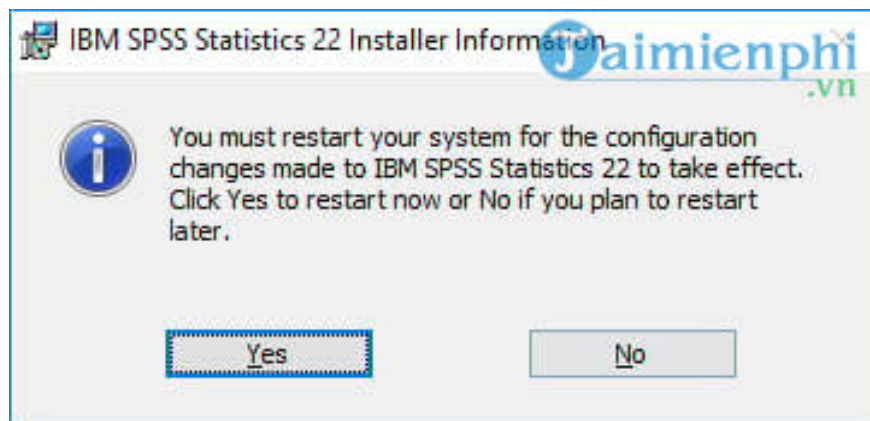 IBM SPSS Statistics 22 Installer Information
Taimienphi
.vn
You must restart your system for the configuration
changes made to IBM SPSS Statistics 22 to take effect.
Click Yes to restart now or No if you plan to restart
later.
Yes
No